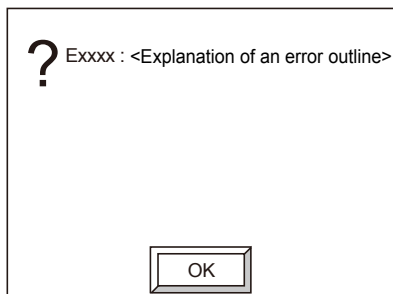 ? Exxxx : <Explanation of an error outline>
OK